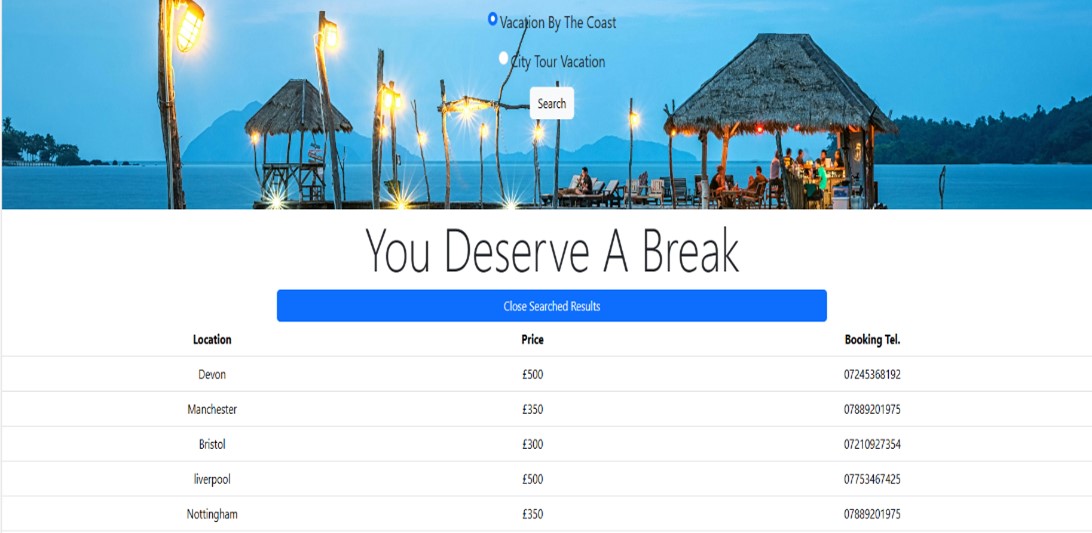 Vacation By The Coast
City Tour Vacation
Search
You Deserve A Break
Close Searched Results
Location Price Booking Tel.
Devon £500 07245368192
Manchester £350 07889201975
Bristol £300 07210927354
liverpool £500 07753467425
Nottingham £350 07889201975